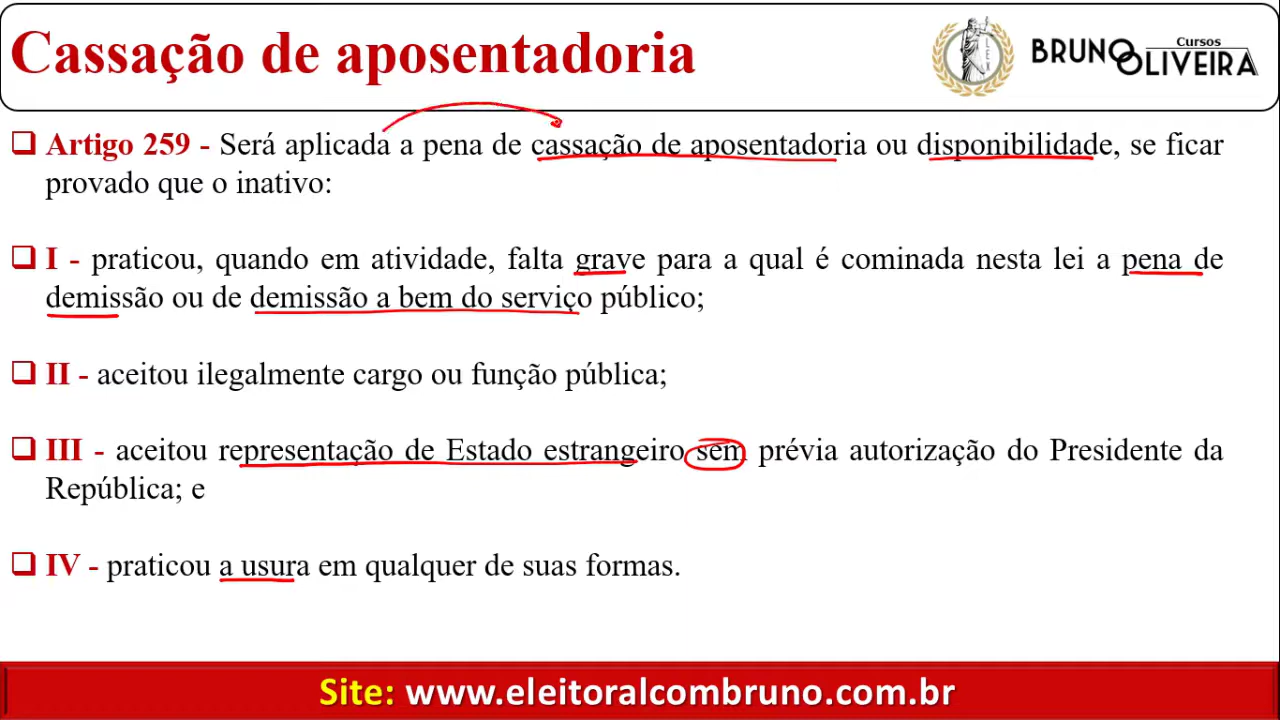 Cassação de aposentadoria
Cursos
BRUNO OLIVEIRA
LEX
Artigo 259 - Será aplicada a pena de cassação de aposentadoria ou disponibilidade, se ficar
provado que o inativo:
I - praticou, quando em atividade, falta grave para a qual é cominada nesta lei a pena de
demissão ou de demissão a bem do serviço público;
II - aceitou ilegalmente cargo ou função pública;
III - aceitou representação de Estado estrangeiro sem prévia autorização do Presidente da
República; e
IV - praticou a usura em qualquer de suas formas.
Site: www.eleitoralcombruno.com.br